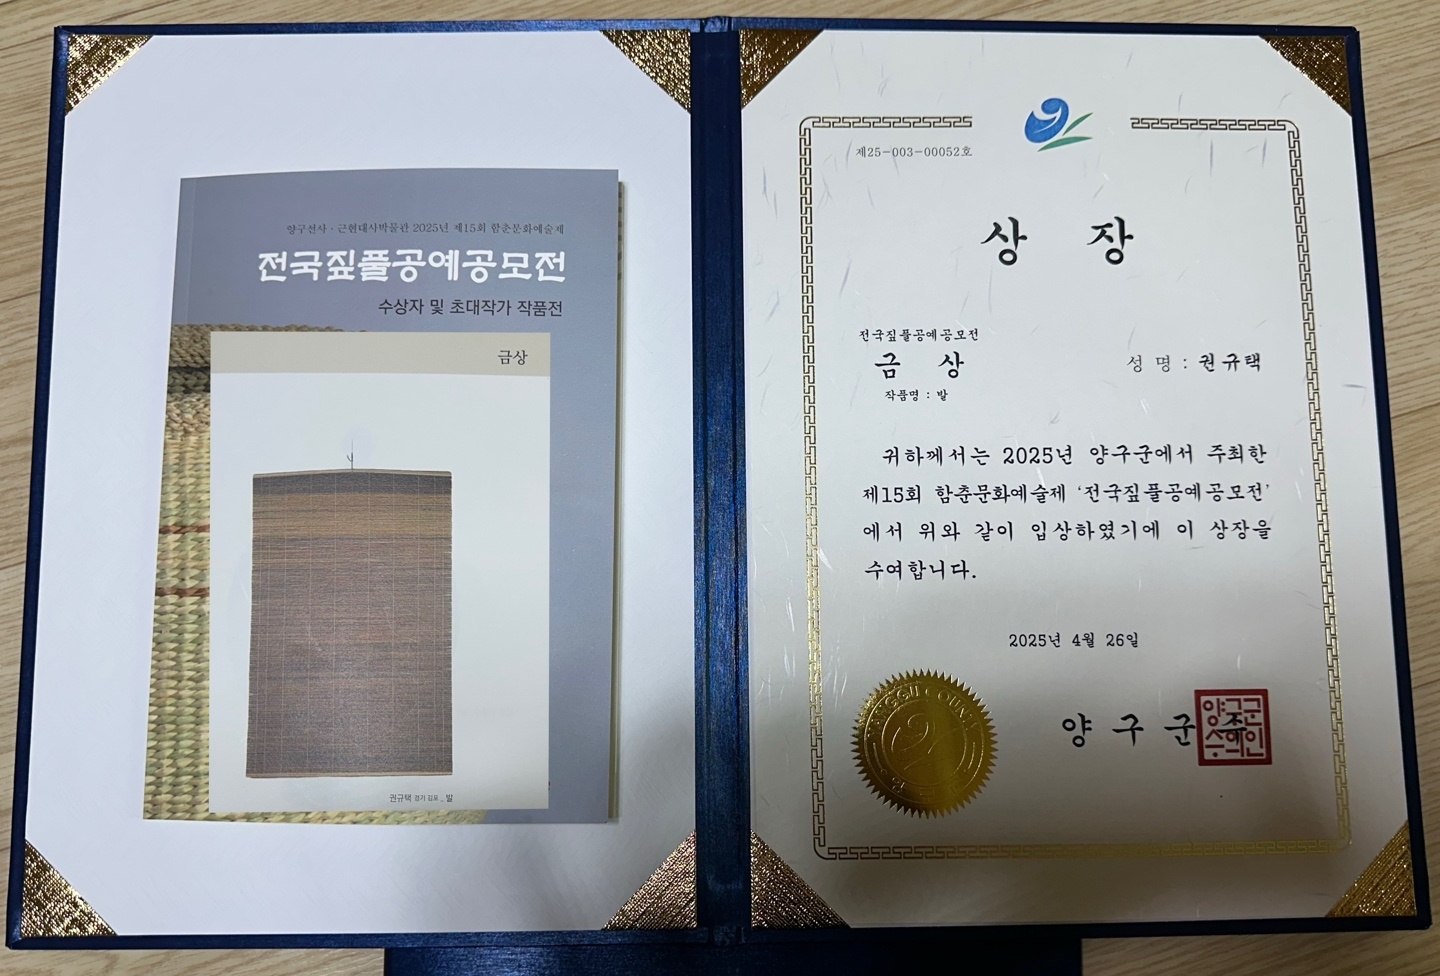 양구선사·근현대사박물관 2025년 제15회 함춘문화예술제
전국짚풀공예공모전
수상자 및 초대작가 작품전
금상
권규택 경기 김포 . 발
제25-003-00052호
상 장
전국짚풀공예공모전
금 상
작품명 : 발
성 명 : 권규택
귀하께서는 2025년 양구군에서 주최한
제15회 함춘문화예술제 '전국짚풀공예공모전'
에서 위와 같이 입상하였기에 이 상장을
수여합니다.
2025년 4월 26일
양 구 군 수
양구군
수의인
YANGGU COUNTY